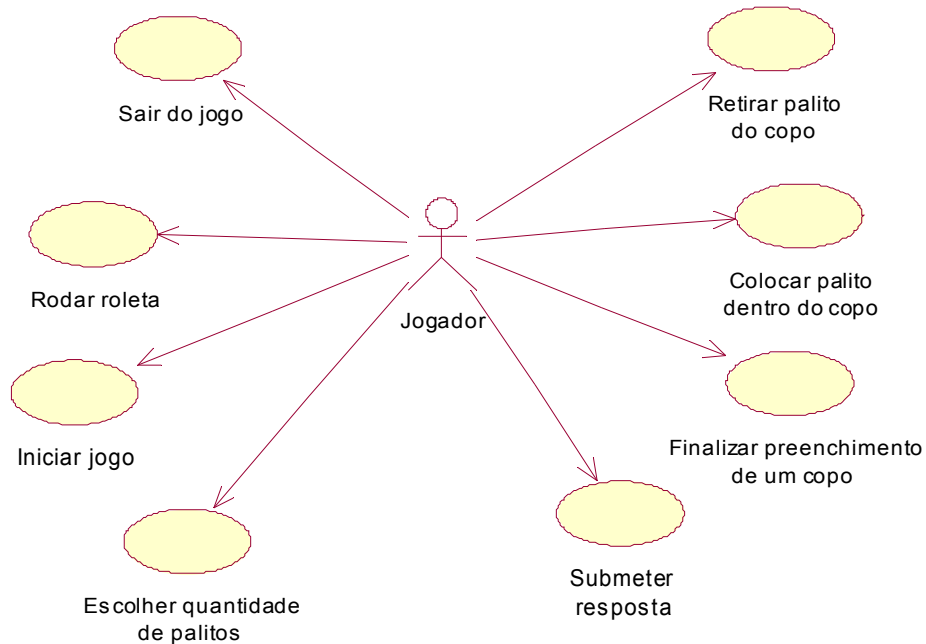 Sair do jogo
Retirar palito
do copo
Rodar roleta
Colocar palito
dentro do copo
Jogador
Iniciar jogo
Finalizar preenchimento
de um copo
Escolher quantidade
de palitos
Submeter
resposta